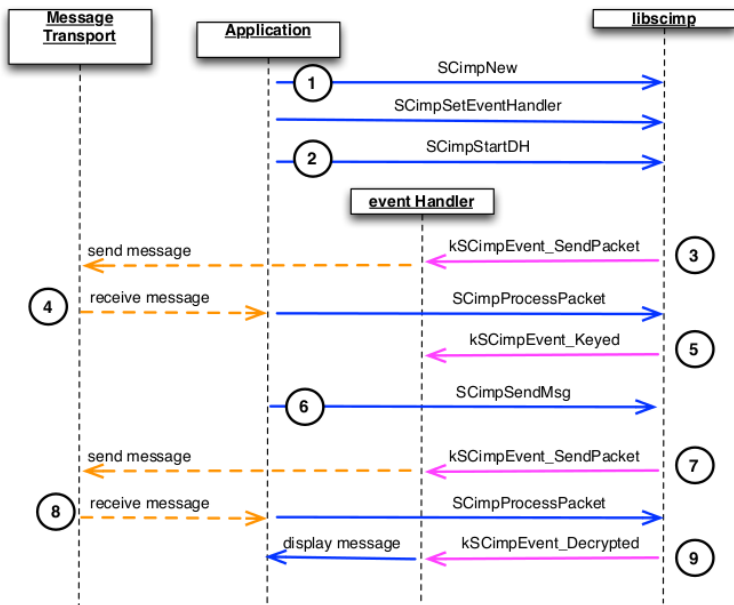 Message
Transport
Application
libscimp
1
SCimpNew
SCimpSetEventHandler
2
SCimpStartDH
event Handler
send message
kSCimpEvent_SendPacket
3
4
receive message
SCimpProcessPacket
kSCimpEvent_Keyed
5
6
SCimpSendMsg
send message
kSCimpEvent_SendPacket
7
8
receive message
SCimpProcessPacket
display message
kSCimpEvent_Decrypted
9